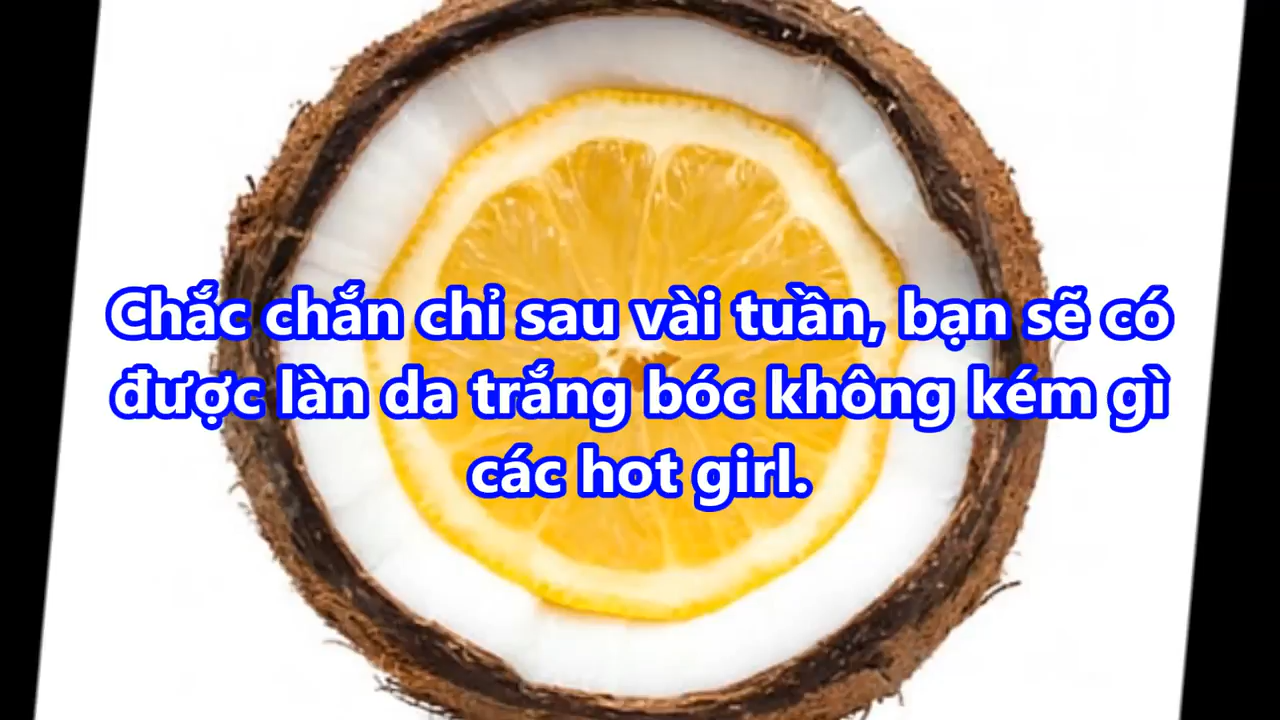 Chắc chắn chỉ sau vài tuần, bạn sẽ có
được làn da trắng bóc không kém gì
các hot girl.